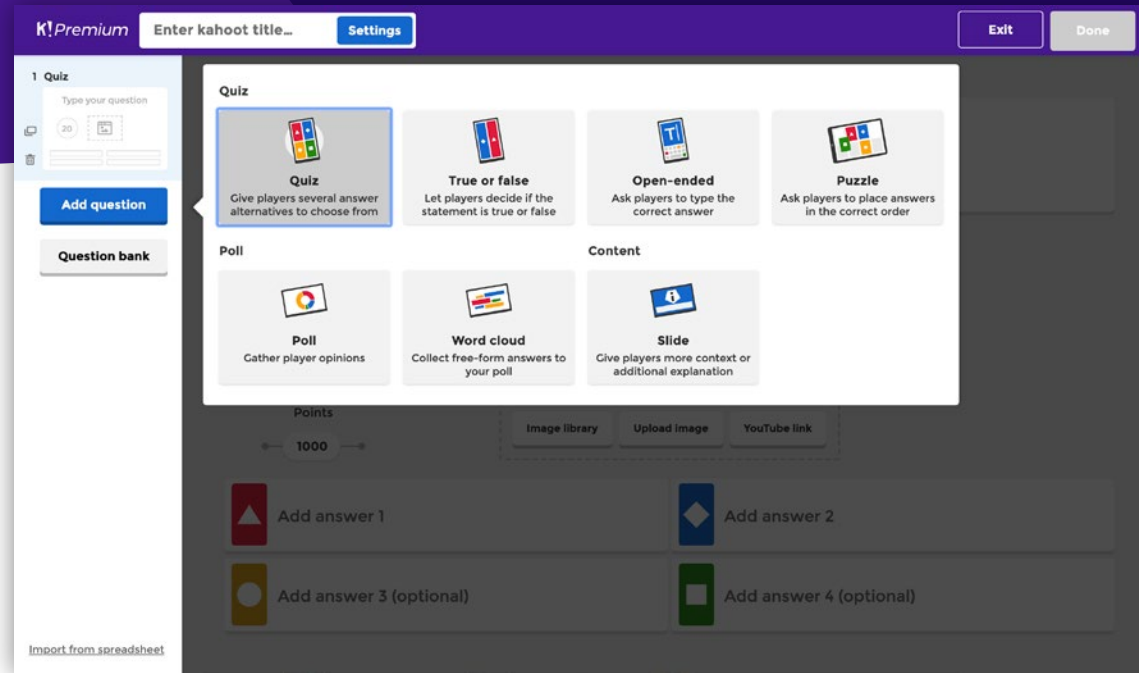 K! Premium
Enter kahoot title...
Settings
Exit
Done
1 Quiz
Type your question
20
Add question
Question bank
Import from spreadsheet
Quiz
Quiz
Give players several answer
alternatives to choose from
True or false
Let players decide if the
statement is true or false
TI
Open-ended
Ask players to type the
correct answer
Puzzle
Ask players to place answers
in the correct order
Poll
Poll
Gather player opinions
Word cloud
Collect free-form answers to
your poll
Content
Slide
Give players more context or
additional explanation
Points
1000
Image library
Upload image
YouTube link
Add answer 1
Add answer 2
Add answer 3 (optional)
Add answer 4 (optional)